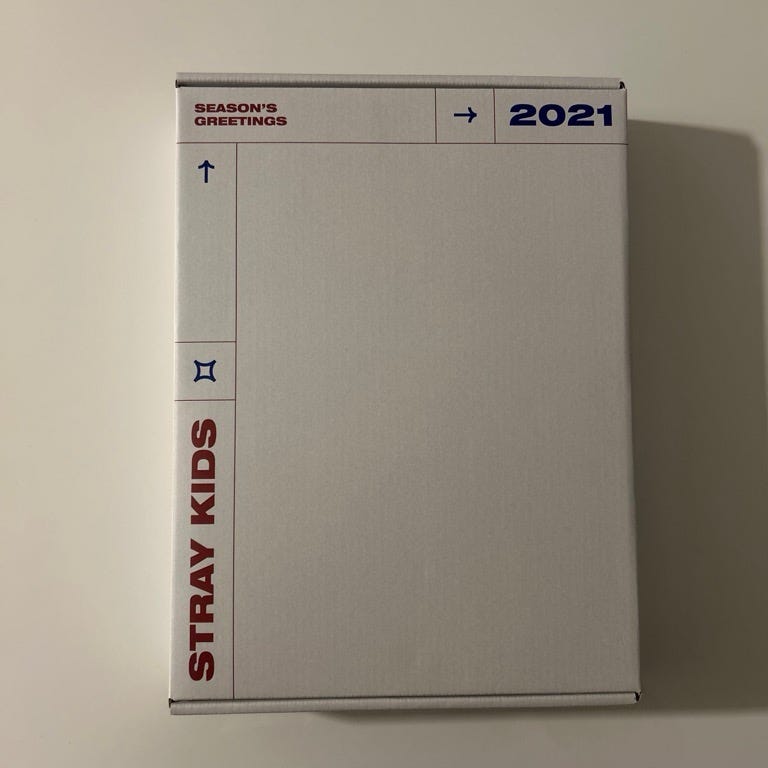 SEASON'S
GREETINGS
→
2021
↑
STRAY KIDS